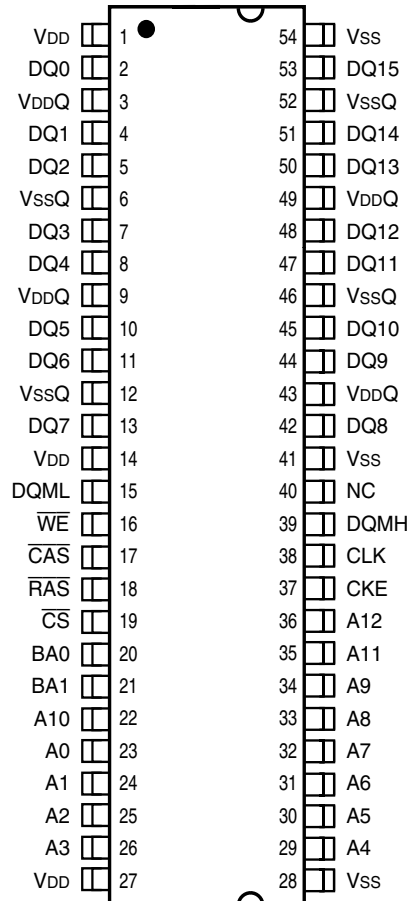 VDD 1 54 VSS
DQ0 2 53 DQ15
VDDQ 3 52 VSSQ
DQ1 4 51 DQ14
DQ2 5 50 DQ13
VSSQ 6 49 VDDQ
DQ3 7 48 DQ12
DQ4 8 47 DQ11
VDDQ 9 46 VSSQ
DQ5 10 45 DQ10
DQ6 11 44 DQ9
VSSQ 12 43 VDDQ
DQ7 13 42 DQ8
VDD 14 41 VSS
DQML 15 40 NC
W̅E̅ 16 39 DQMH
C̅A̅S̅ 17 38 CLK
R̅A̅S̅ 18 37 CKE
C̅S̅ 19 36 A12
BA0 20 35 A11
BA1 21 34 A9
A10 22 33 A8
A0 23 32 A7
A1 24 31 A6
A2 25 30 A5
A3 26 29 A4
VDD 27 28 VSS